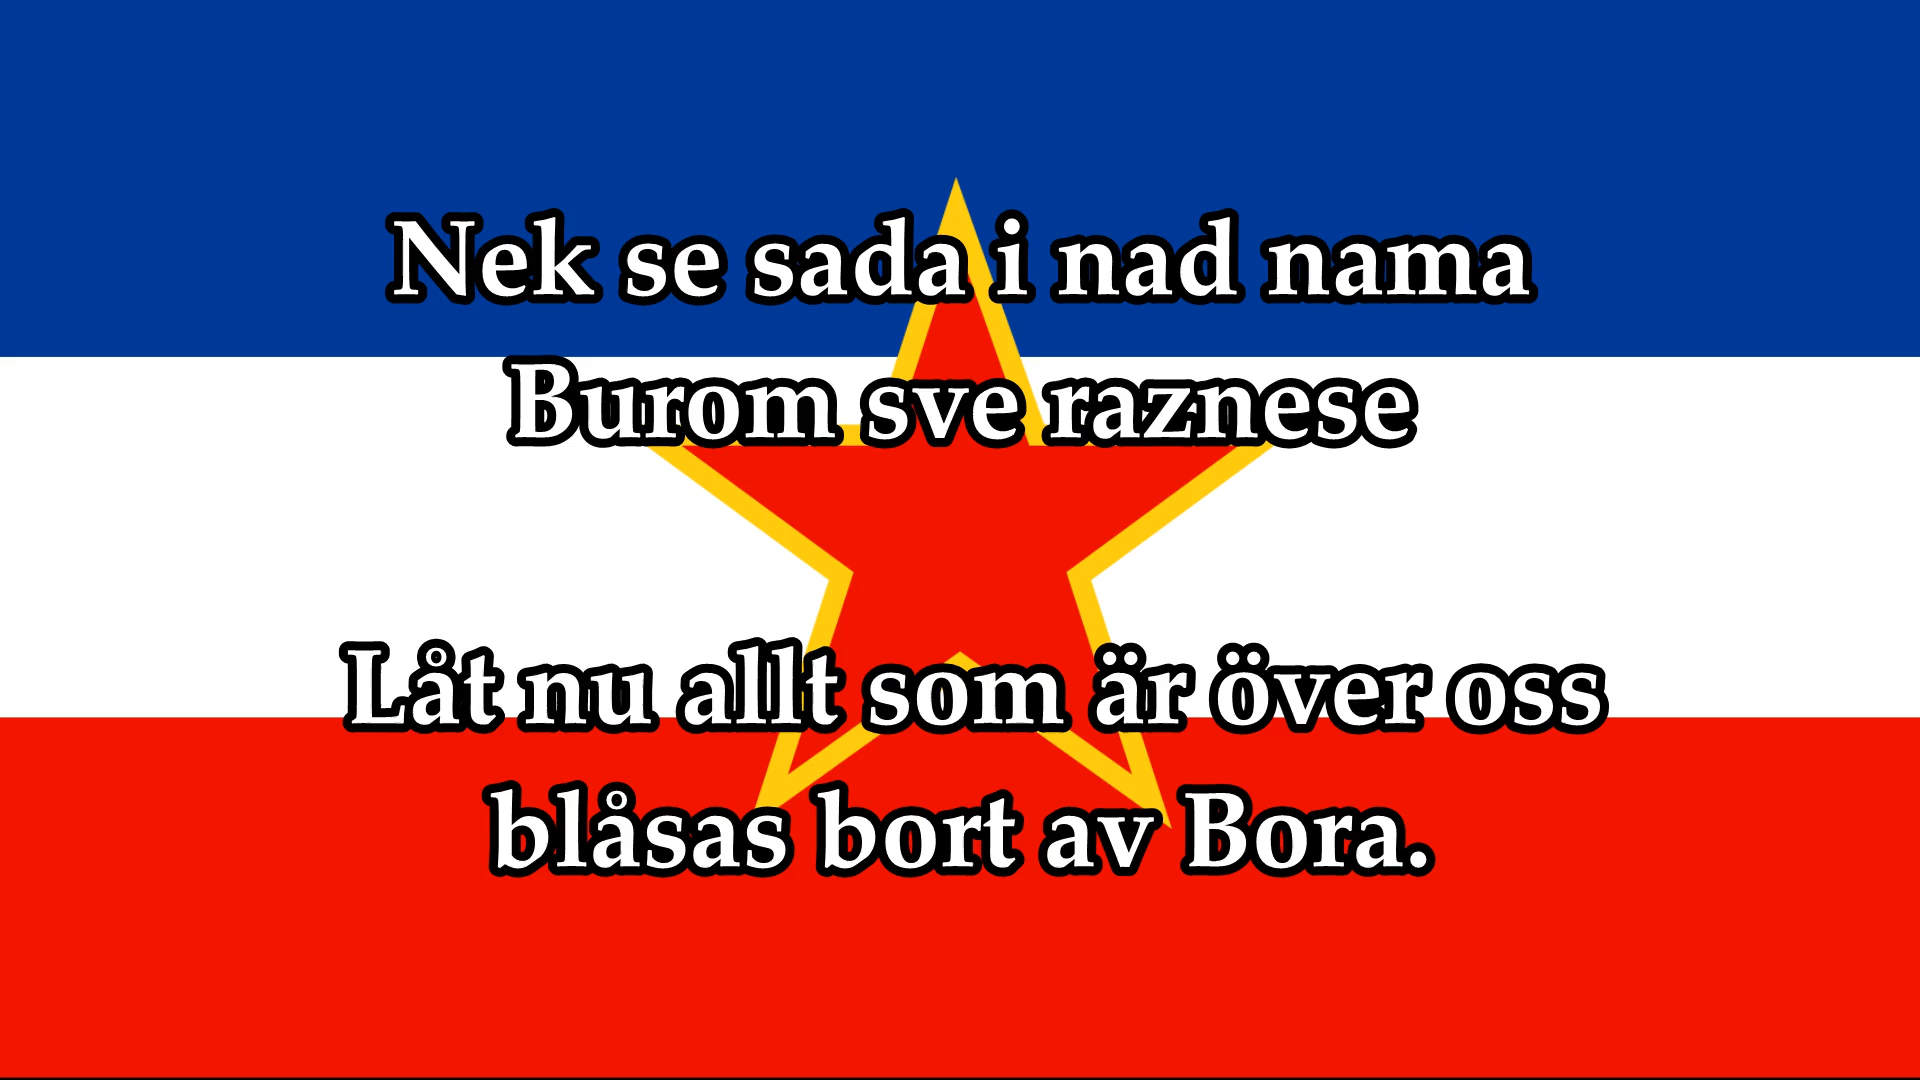 Nek se sada i nad nama
Burom sve raznese
Låt nu allt som är över oss
blåsas bort av Bora.